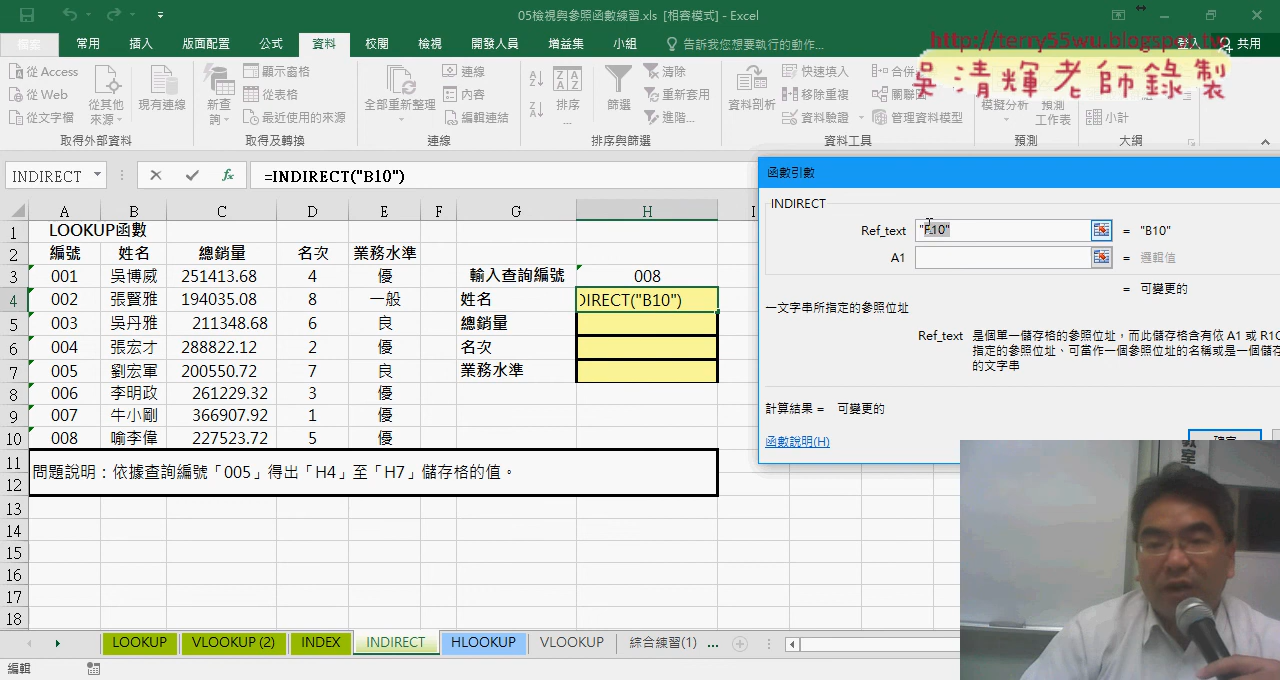 05檢視與參照函數練習.xls [相容模式] - Excel
檔案 常用 插入 版面配置 公式 資料 校閱 檢視 開發人員 增益集 小組 告訴我您想要執行的動作... 登入 共用
http://terry55wu.blogspot.tw
吳清輝老師錄製
從 Access
從 Web
從文字檔
從其他
來源
現有連線
取得外部資料
新查
詢
顯示查詢
從表格
最近使用的來源
取得及轉換
全部重新整理
連線
內容
編輯連結
連線
排序
...
篩選
清除
重新套用
進階...
排序與篩選
資料剖析
快速填入
移除重複
資料驗證
合併
關聯圖
管理資料模型
資料工具
模擬分析
預測
工作表
預測
小計
大綱
INDIRECT =INDIRECT("B10")
A B C D E F G H I
1 LOOKUP函數
2 編號 姓名 總銷量 名次 業務水準
3 001 吳博威 251413.68 4 優 輸入查詢編號 008
4 002 張賢雅 194035.08 8 一般 姓名 DIRECT("B10")
5 003 吳丹雅 211348.68 6 良 總銷量
6 004 張宏才 288822.12 2 優 名次
7 005 劉宏軍 200550.72 7 良 業務水準
8 006 李明政 261229.32 3 優
9 007 牛小剛 366907.92 1 優
10 008 喻李偉 227523.72 5 優
11
12
問題說明：依據查詢編號「005」得出「H4」至「H7」儲存格的值。
13
14
15
16
17
18
函數引數
INDIRECT
Ref_text "B10" = "B10"
A1 = 邏輯值
= 可變更的
一文字串所指定的參照位址
Ref_text 是個單一儲存格的參照位址，而此儲存格含有依 A1 或 R1C
指定的參照位址、可當作一個參照位址的名稱或是一個儲存
的文字串
計算結果 = 可變更的
函數說明(H)
確定
LOOKUP VLOOKUP (2) INDEX INDIRECT HLOOKUP VLOOKUP 綜合練習(1) ...
編輯